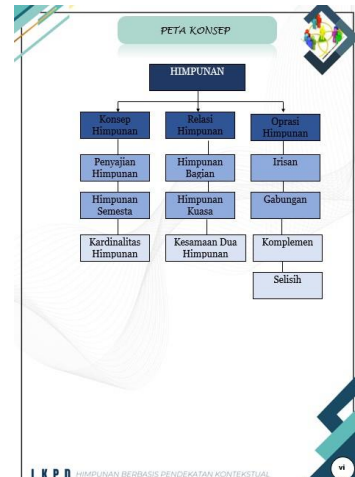 PETA KONSEP
HIMPUNAN
Konsep
Himpunan
Relasi
Himpunan
Oprasi
Himpunan
Penyajian
Himpunan
Himpunan
Bagian
Irisan
Himpunan
Semesta
Himpunan
Kuasa
Gabungan
Kardinalitas
Himpunan
Kesamaan Dua
Himpunan
Komplemen
Selisih
LKPD HIMPUNAN BERBASIS PENDEKATAN KONTEKSTUAL
vi